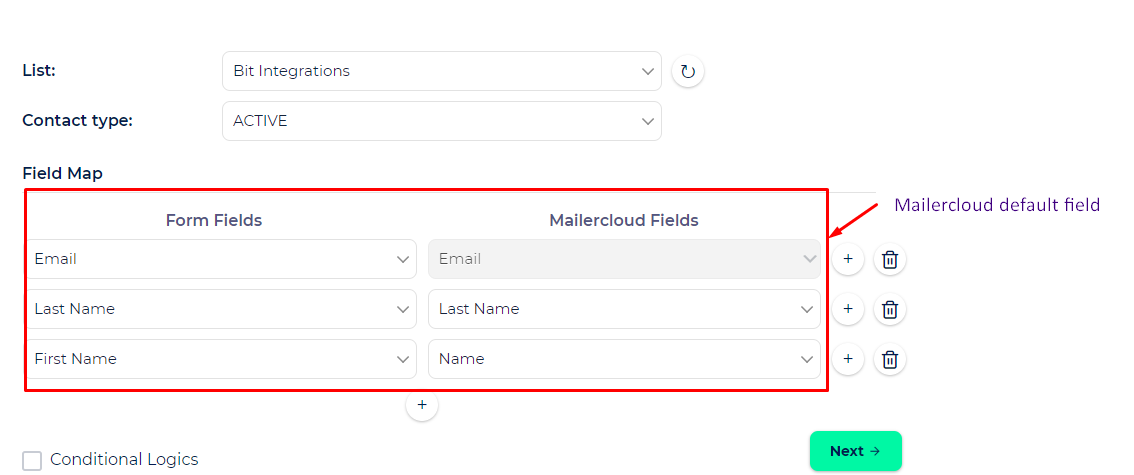 List: Bit Integrations
Contact type: ACTIVE
Field Map
Mailercloud default field
Form Fields Mailercloud Fields
Email Email
Last Name Last Name
First Name Name
Conditional Logics
Next